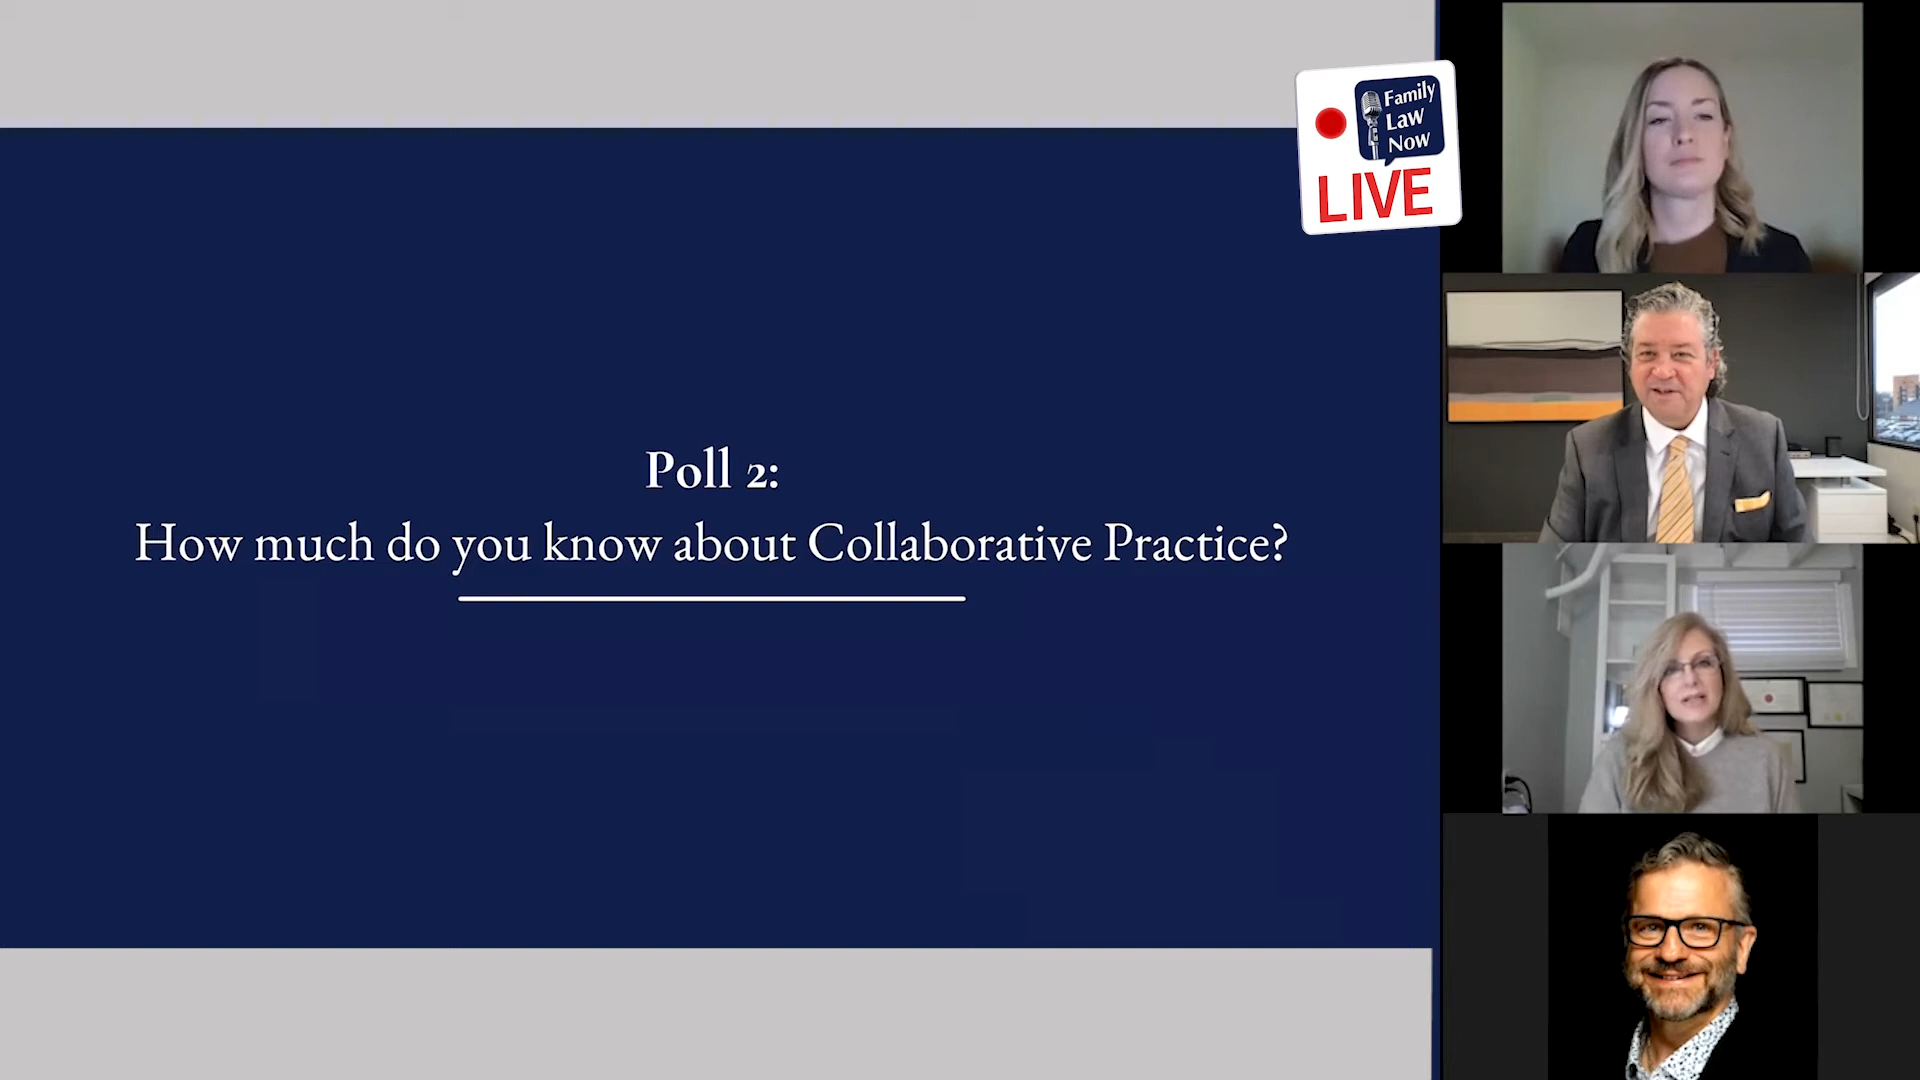 Poll 2:
How much do you know about Collaborative Practice?
Family
Law
Now
LIVE